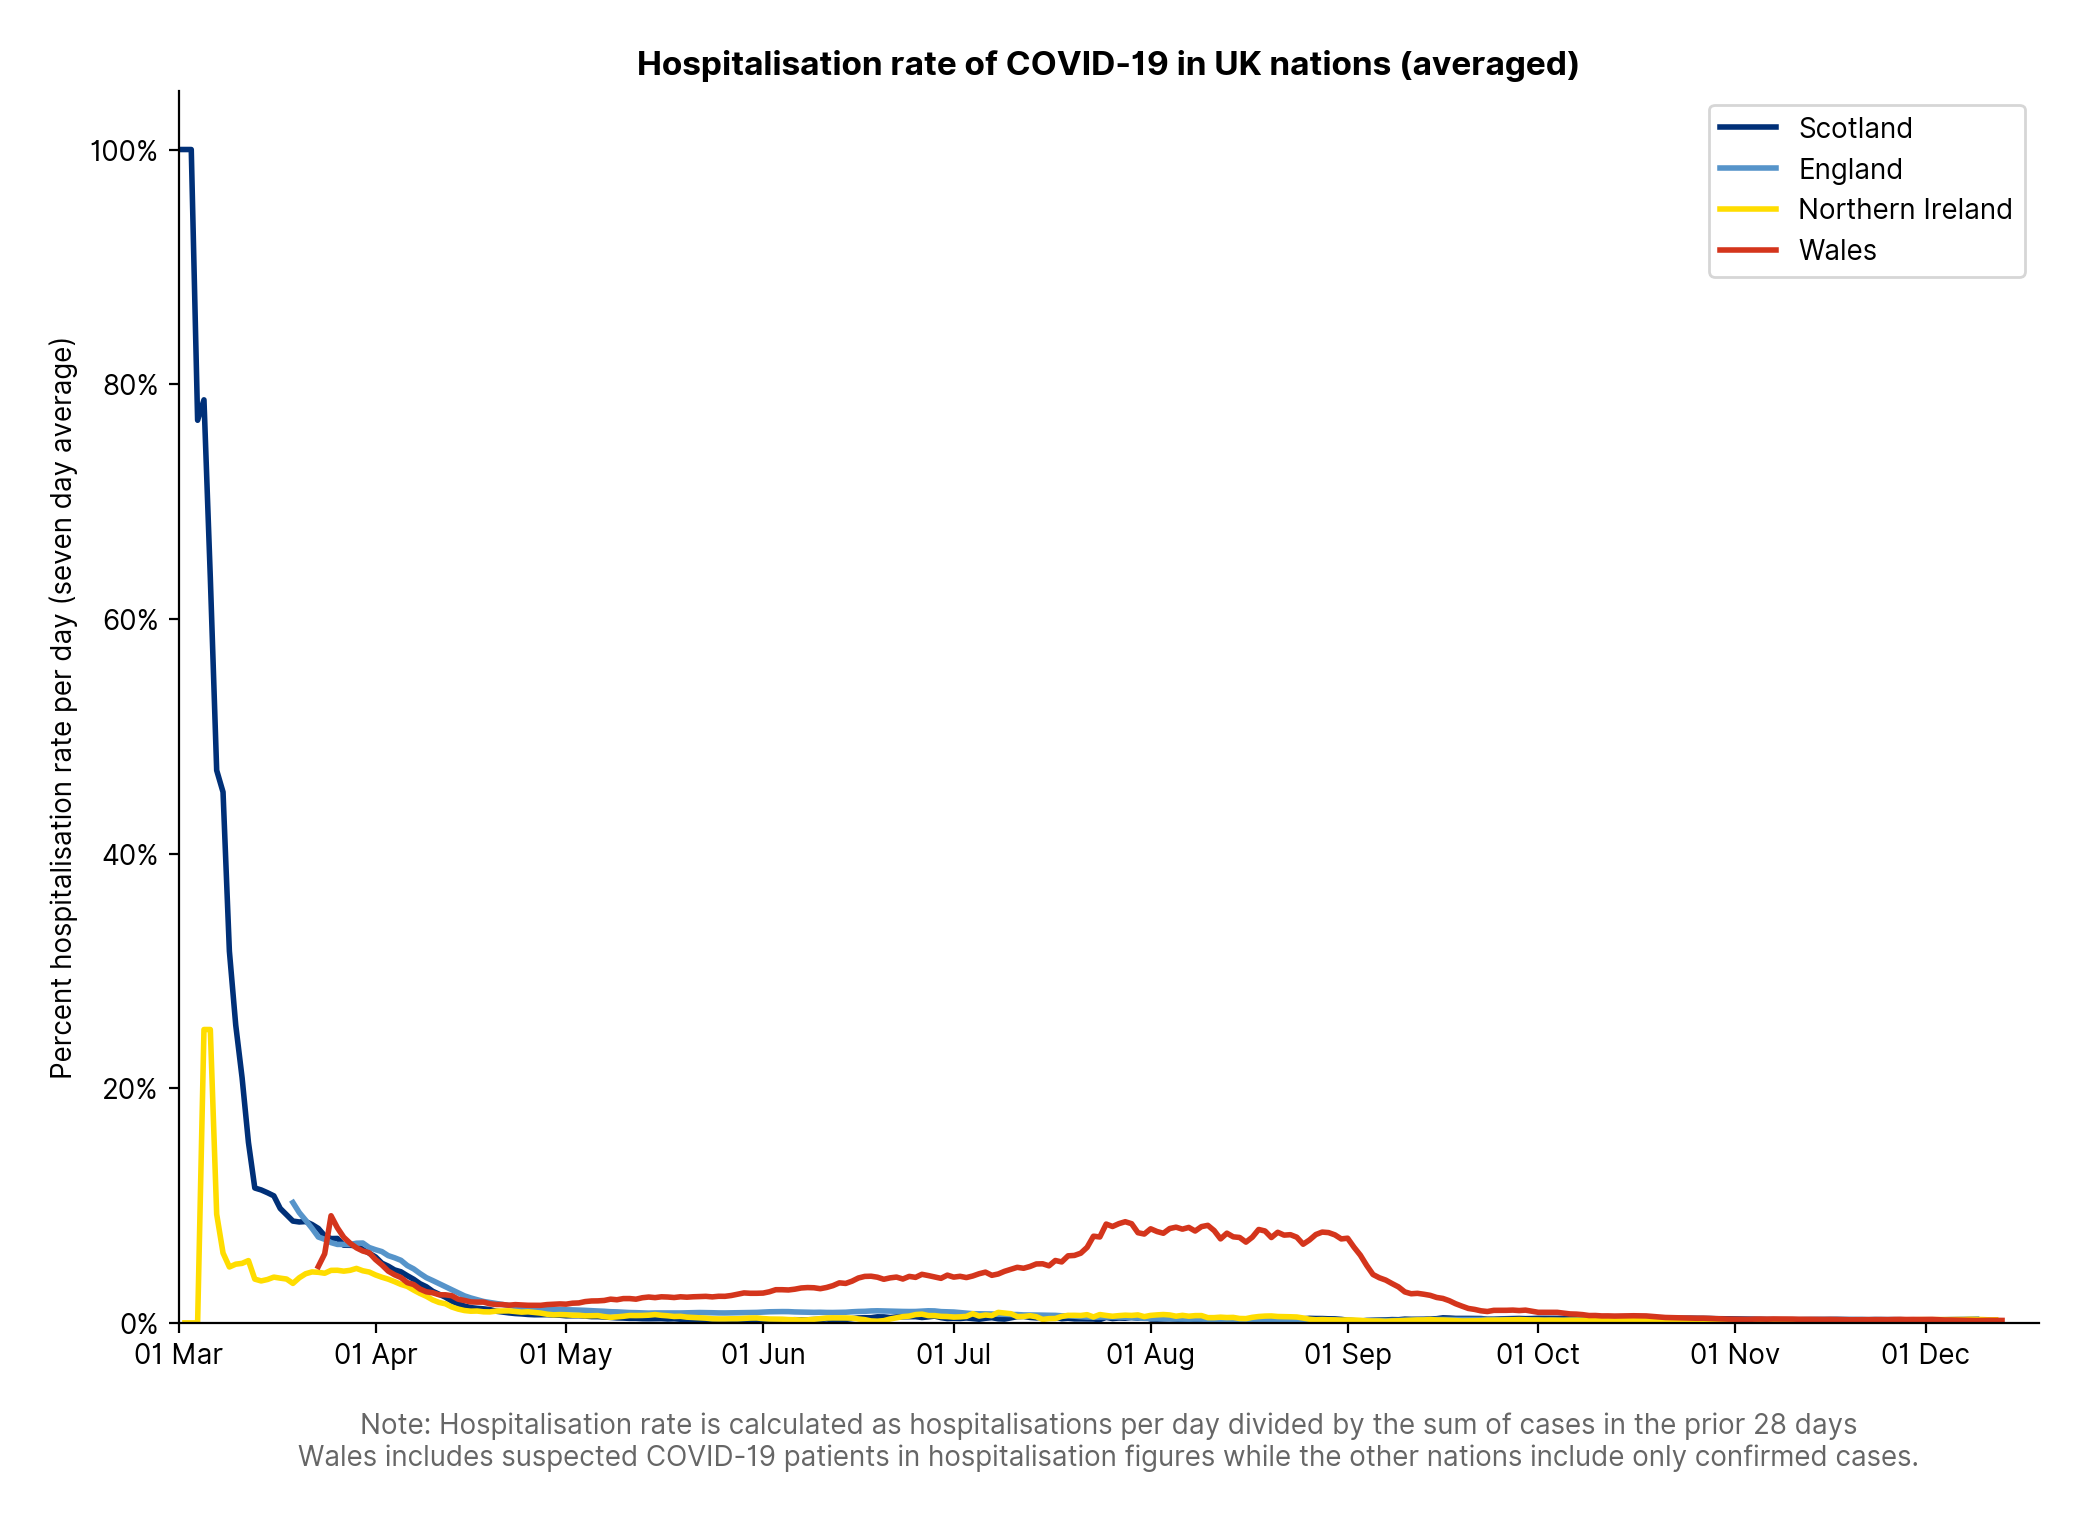 Hospitalisation rate of COVID-19 in UK nations (averaged)
Scotland
England
Northern Ireland
Wales
Percent hospitalisation rate per day (seven day average)
100%
80%
60%
40%
20%
0%
01 Mar
01 Apr
01 May
01 Jun
01 Jul
01 Aug
01 Sep
01 Oct
01 Nov
01 Dec
Note: Hospitalisation rate is calculated as hospitalisations per day divided by the sum of cases in the prior 28 days
Wales includes suspected COVID-19 patients in hospitalisation figures while the other nations include only confirmed cases.